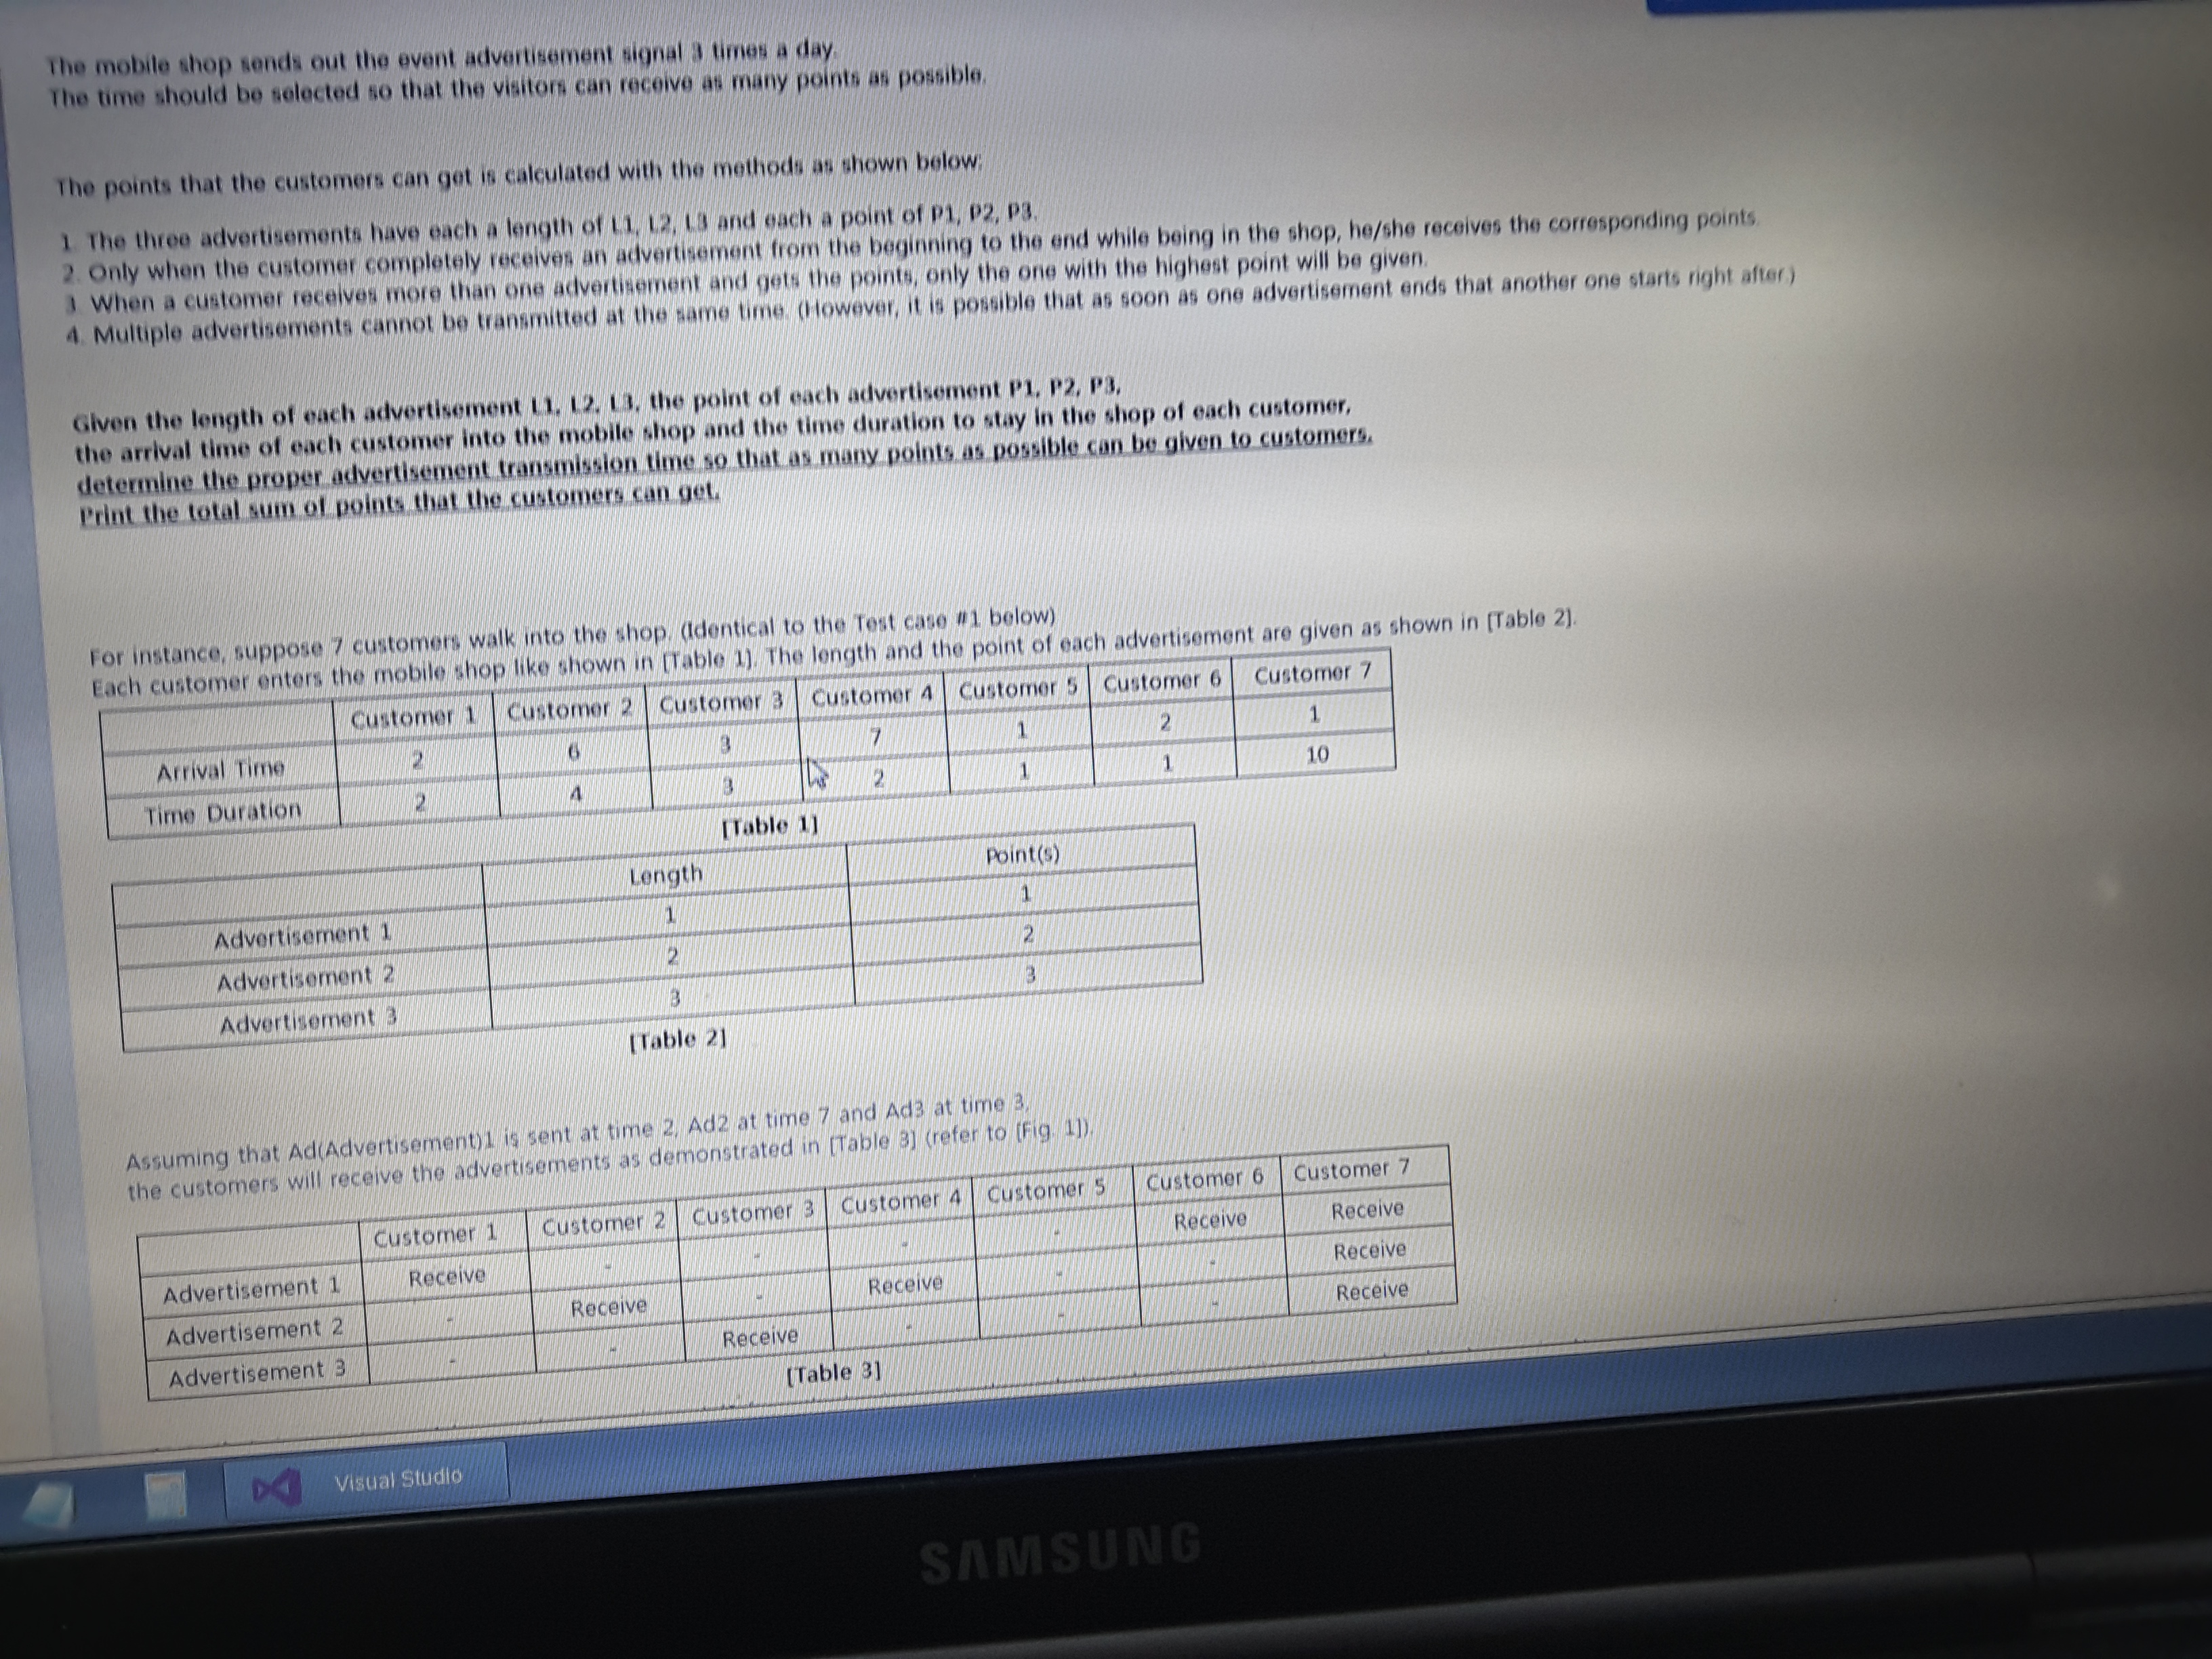 The mobile shop sends out the event advertisement signal 3 times a day.
The time should be selected so that the visitors can receive as many points as possible.
The points that the customers can get is calculated with the methods as shown below:
1. The three advertisements have each a length of L1, L2, L3 and each a point of P1, P2, P3.
2. Only when the customer completely receives an advertisement from the beginning to the end while being in the shop, he/she receives the corresponding points.
3. When a customer receives more than one advertisement and gets the points, only the one with the highest point will be given.
4. Multiple advertisements cannot be transmitted at the same time. (However, it is possible that as soon as one advertisement ends that another one starts right after.)
Given the length of each advertisement L1, L2, L3, the point of each advertisement P1, P2, P3,
the arrival time of each customer into the mobile shop and the time duration to stay in the shop of each customer,
determine the proper advertisement transmission time so that as many points as possible can be given to customers.
Print the total sum of points that the customers can get.
For instance, suppose 7 customers walk into the shop. (Identical to the Test case #1 below)
Each customer enters the mobile shop like shown in [Table 1]. The length and the point of each advertisement are given as shown in [Table 2].
Customer 1 Customer 2 Customer 3 Customer 4 Customer 5 Customer 6 Customer 7
Arrival Time 2 6 3 7 1 2 1
Time Duration 2 4 3 2 1 1 10
[Table 1]
Length Point(s)
Advertisement 1 1 1
Advertisement 2 2 2
Advertisement 3 3 3
[Table 2]
Assuming that Ad(Advertisement)1 is sent at time 2, Ad2 at time 7 and Ad3 at time 3,
the customers will receive the advertisements as demonstrated in [Table 3] (refer to [Fig. 1]).
Customer 1 Customer 2 Customer 3 Customer 4 Customer 5 Customer 6 Customer 7
Advertisement 1 Receive - - - - Receive Receive
Advertisement 2 - Receive - Receive - - Receive
Advertisement 3 - - Receive - - - Receive
[Table 3]
Visual Studio
SAMSUNG